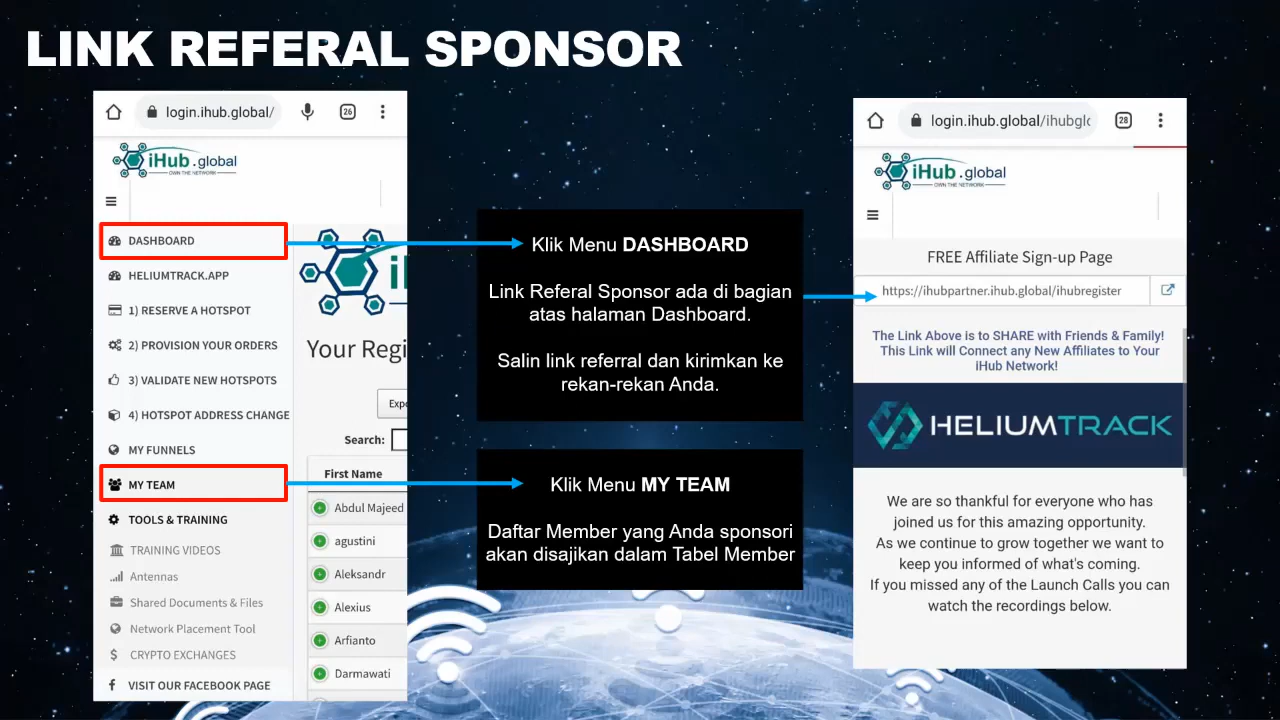 LINK REFERAL SPONSOR
login.ihub.global/
26
iHub.global
OWN THE NETWORK
DASHBOARD
HELIUMTRACK.APP
1) RESERVE A HOTSPOT
2) PROVISION YOUR ORDERS
3) VALIDATE NEW HOTSPOTS
4) HOTSPOT ADDRESS CHANGE
MY FUNNELS
MY TEAM
TOOLS & TRAINING
TRAINING VIDEOS
Antennas
Shared Documents & Files
Network Placement Tool
CRYPTO EXCHANGES
VISIT OUR FACEBOOK PAGE
Your Regi
Expo
Search:
First Name
Abdul Majeed
agustini
Aleksandr
Alexius
Arfianto
Darmawati
Klik Menu DASHBOARD
Link Referal Sponsor ada di bagian
atas halaman Dashboard.
Salin link referral dan kirimkan ke
rekan-rekan Anda.
Klik Menu MY TEAM
Daftar Member yang Anda sponsori
akan disajikan dalam Tabel Member
login.ihub.global/ihubglo
28
iHub.global
OWN THE NETWORK
FREE Affiliate Sign-up Page
https://ihubpartner.ihub.global/ihubregister
The Link Above is to SHARE with Friends & Family!
This Link will Connect any New Affiliates to Your
iHub Network!
HELIUMTRACK
We are so thankful for everyone who has
joined us for this amazing opportunity.
As we continue to grow together we want to
keep you informed of what's coming.
If you missed any of the Launch Calls you can
watch the recordings below.